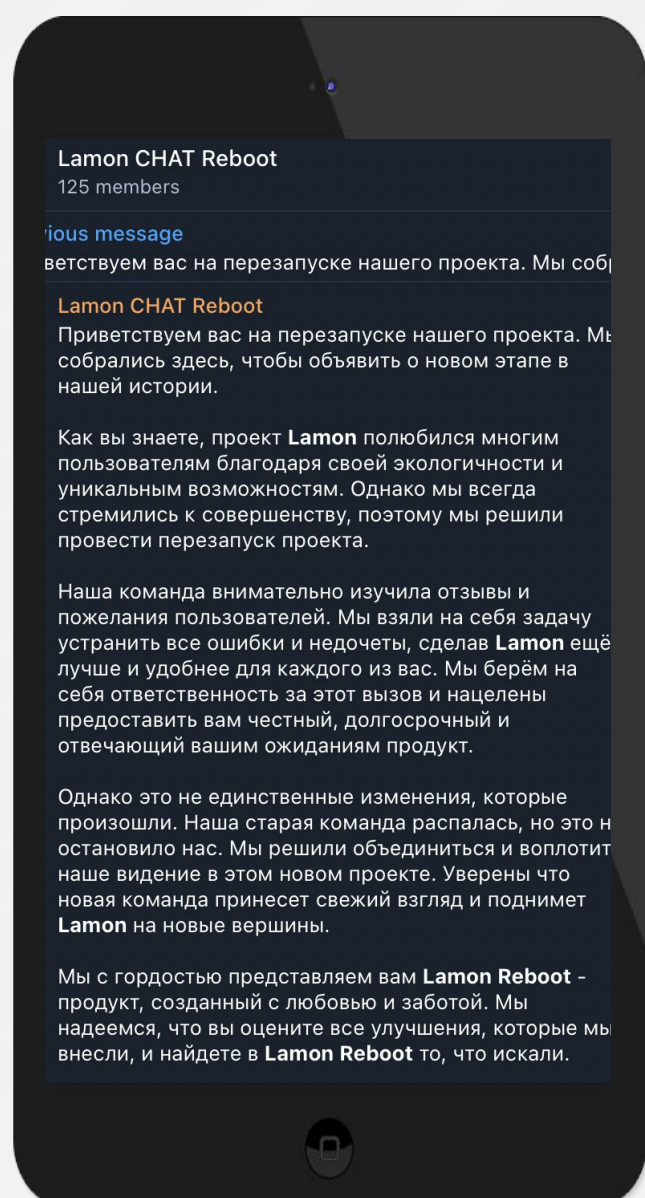 Lamon CHAT Reboot
125 members
ious message
ветствуем вас на перезапуске нашего проекта. Мы соб
Lamon CHAT Reboot
Приветствуем вас на перезапуске нашего проекта. Мы
собрались здесь, чтобы объявить о новом этапе в
нашей истории.
Как вы знаете, проект Lamon полюбился многим
пользователям благодаря своей экологичности и
уникальным возможностям. Однако мы всегда
стремились к совершенству, поэтому мы решили
провести перезапуск проекта.
Наша команда внимательно изучила отзывы и
пожелания пользователей. Мы взяли на себя задачу
устранить все ошибки и недочеты, сделав Lamon ещё
лучше и удобнее для каждого из вас. Мы берём на
себя ответственность за этот вызов и нацелены
предоставить вам честный, долгосрочный и
отвечающий вашим ожиданиям продукт.
Однако это не единственные изменения, которые
произошли. Наша старая команда распалась, но это н
остановило нас. Мы решили объединиться и воплотит
наше видение в этом новом проекте. Уверены что
новая команда принесет свежий взгляд и поднимет
Lamon на новые вершины.
Мы с гордостью представляем вам Lamon Reboot -
продукт, созданный с любовью и заботой. Мы
надеемся, что вы оцените все улучшения, которые мы
внесли, и найдете в Lamon Reboot то, что искали.